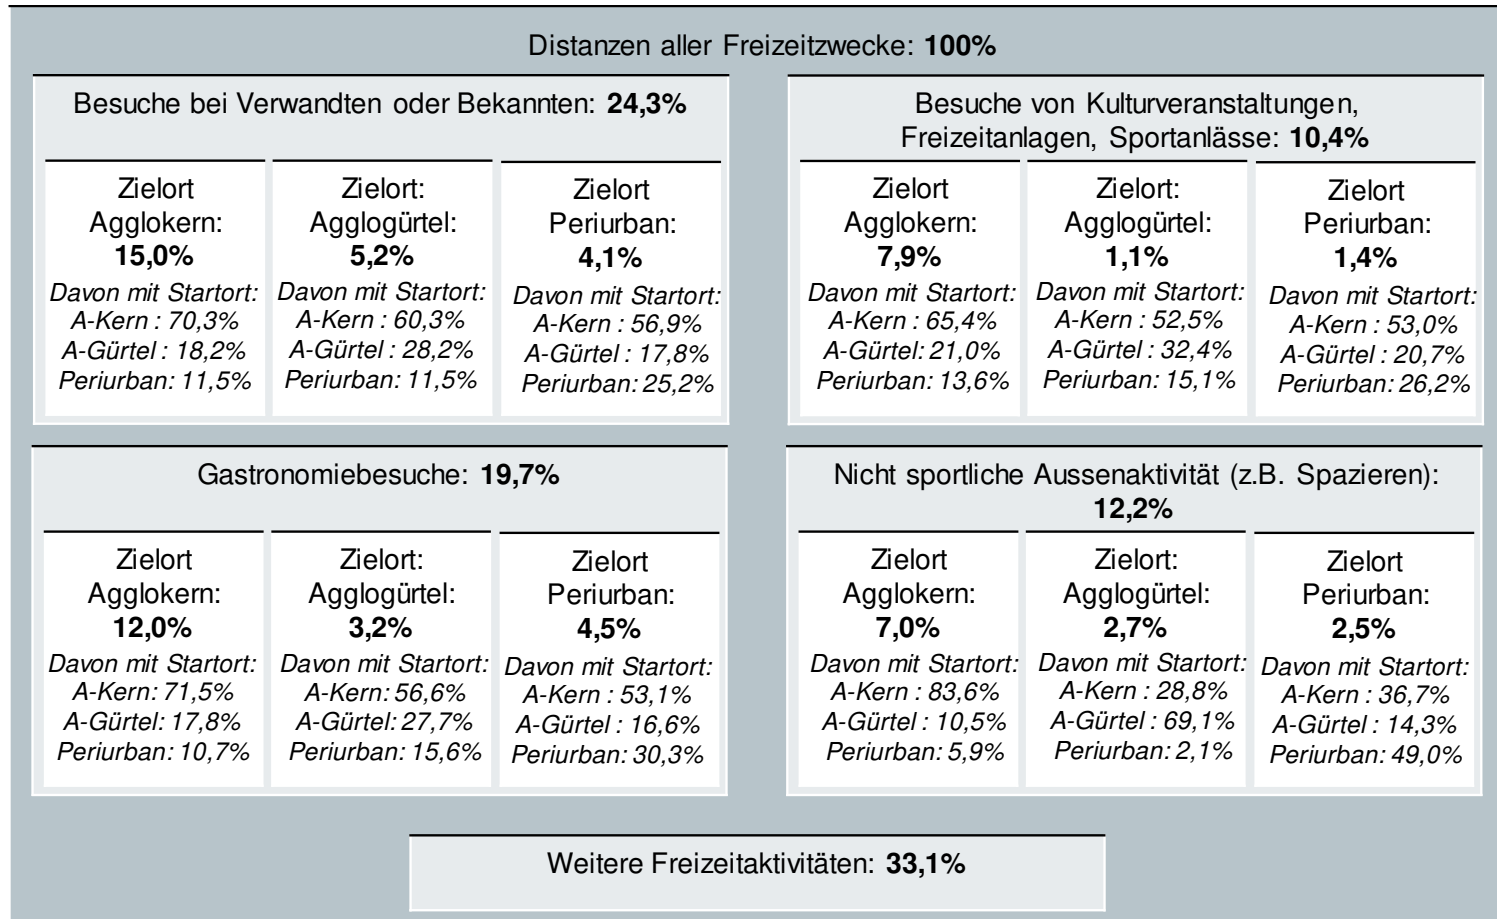 Distanzen aller Freizeitzwecke: 100%
Besuche bei Verwandten oder Bekannten: 24,3%
Zielort
Agglokern:
15,0%
Davon mit Startort:
A-Kern : 70,3%
A-Gürtel : 18,2%
Periurban: 11,5%
Zielort:
Agglogürtel:
5,2%
Davon mit Startort:
A-Kern : 60,3%
A-Gürtel : 28,2%
Periurban: 11,5%
Zielort
Periurban:
4,1%
Davon mit Startort:
A-Kern : 56,9%
A-Gürtel : 17,8%
Periurban: 25,2%
Besuche von Kulturveranstaltungen,
Freizeitanlagen, Sportanlässe: 10,4%
Zielort
Agglokern:
7,9%
Davon mit Startort:
A-Kern : 65,4%
A-Gürtel: 21,0%
Periurban: 13,6%
Zielort:
Agglogürtel:
1,1%
Davon mit Startort:
A-Kern : 52,5%
A-Gürtel : 32,4%
Periurban: 15,1%
Zielort
Periurban:
1,4%
Davon mit Startort:
A-Kern : 53,0%
A-Gürtel : 20,7%
Periurban: 26,2%
Gastronomiebesuche: 19,7%
Zielort
Agglokern:
12,0%
Davon mit Startort:
A-Kern: 71,5%
A-Gürtel: 17,8%
Periurban: 10,7%
Zielort:
Agglogürtel:
3,2%
Davon mit Startort:
A-Kern: 56,6%
A-Gürtel: 27,7%
Periurban: 15,6%
Zielort
Periurban:
4,5%
Davon mit Startort:
A-Kern : 53,1%
A-Gürtel : 16,6%
Periurban: 30,3%
Nicht sportliche Aussenaktivität (z.B. Spazieren):
12,2%
Zielort
Agglokern:
7,0%
Davon mit Startort:
A-Kern : 83,6%
A-Gürtel : 10,5%
Periurban: 5,9%
Zielort:
Agglogürtel:
2,7%
Davon mit Startort:
A-Kern : 28,8%
A-Gürtel : 69,1%
Periurban: 2,1%
Zielort
Periurban:
2,5%
Davon mit Startort:
A-Kern : 36,7%
A-Gürtel : 14,3%
Periurban: 49,0%
Weitere Freizeitaktivitäten: 33,1%